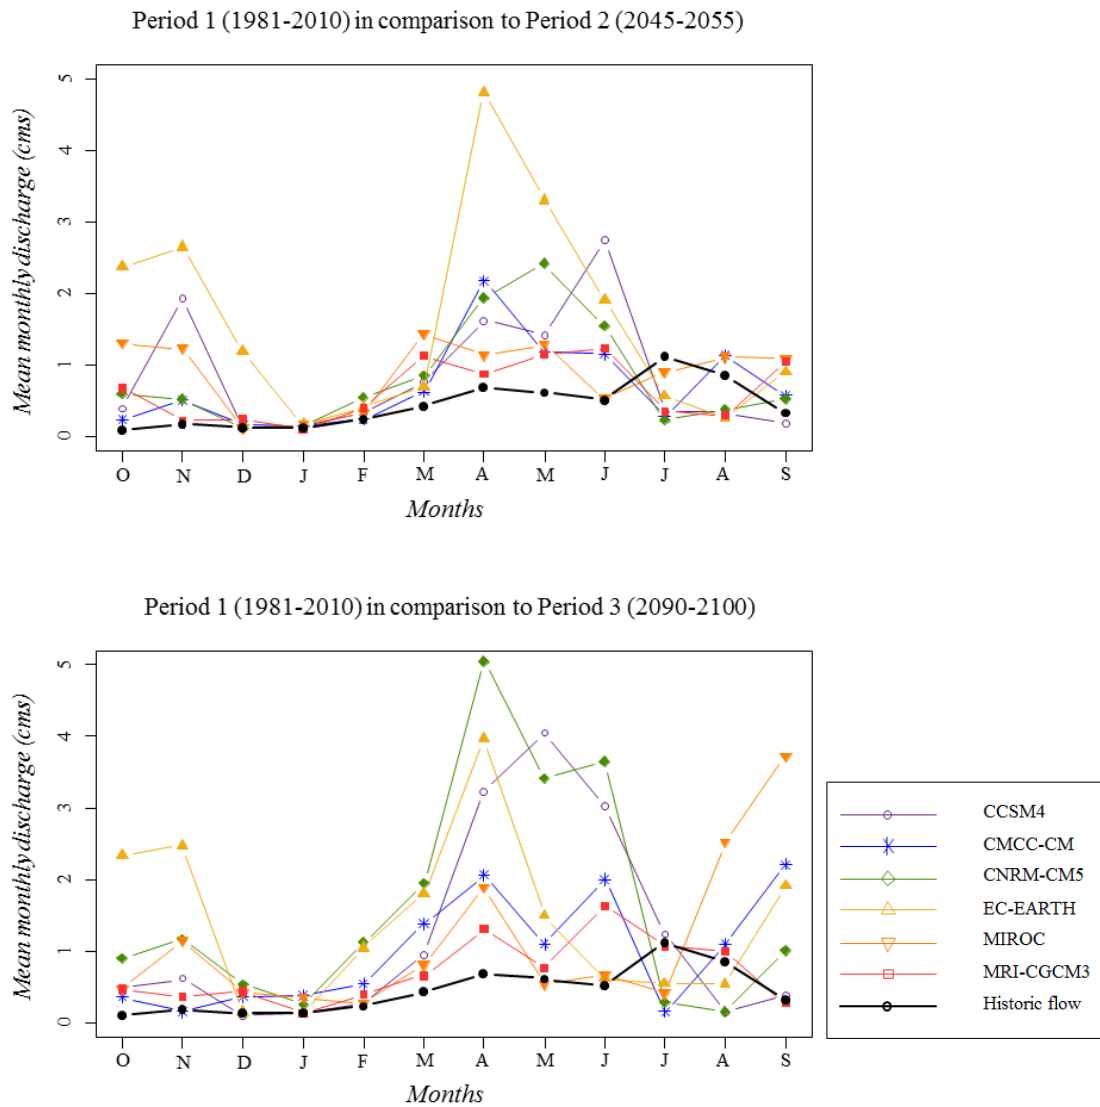 Period 1 (1981-2010) in comparison to Period 2 (2045-2055)
Mean monthly discharge (cms)
5
4
3
2
1
0
O N D J F M A M J J A S
Months
Period 1 (1981-2010) in comparison to Period 3 (2090-2100)
Mean monthly discharge (cms)
5
4
3
2
1
0
O N D J F M A M J J A S
Months
CCSM4
CMCC-CM
CNRM-CM5
EC-EARTH
MIROC
MRI-CGCM3
Historic flow